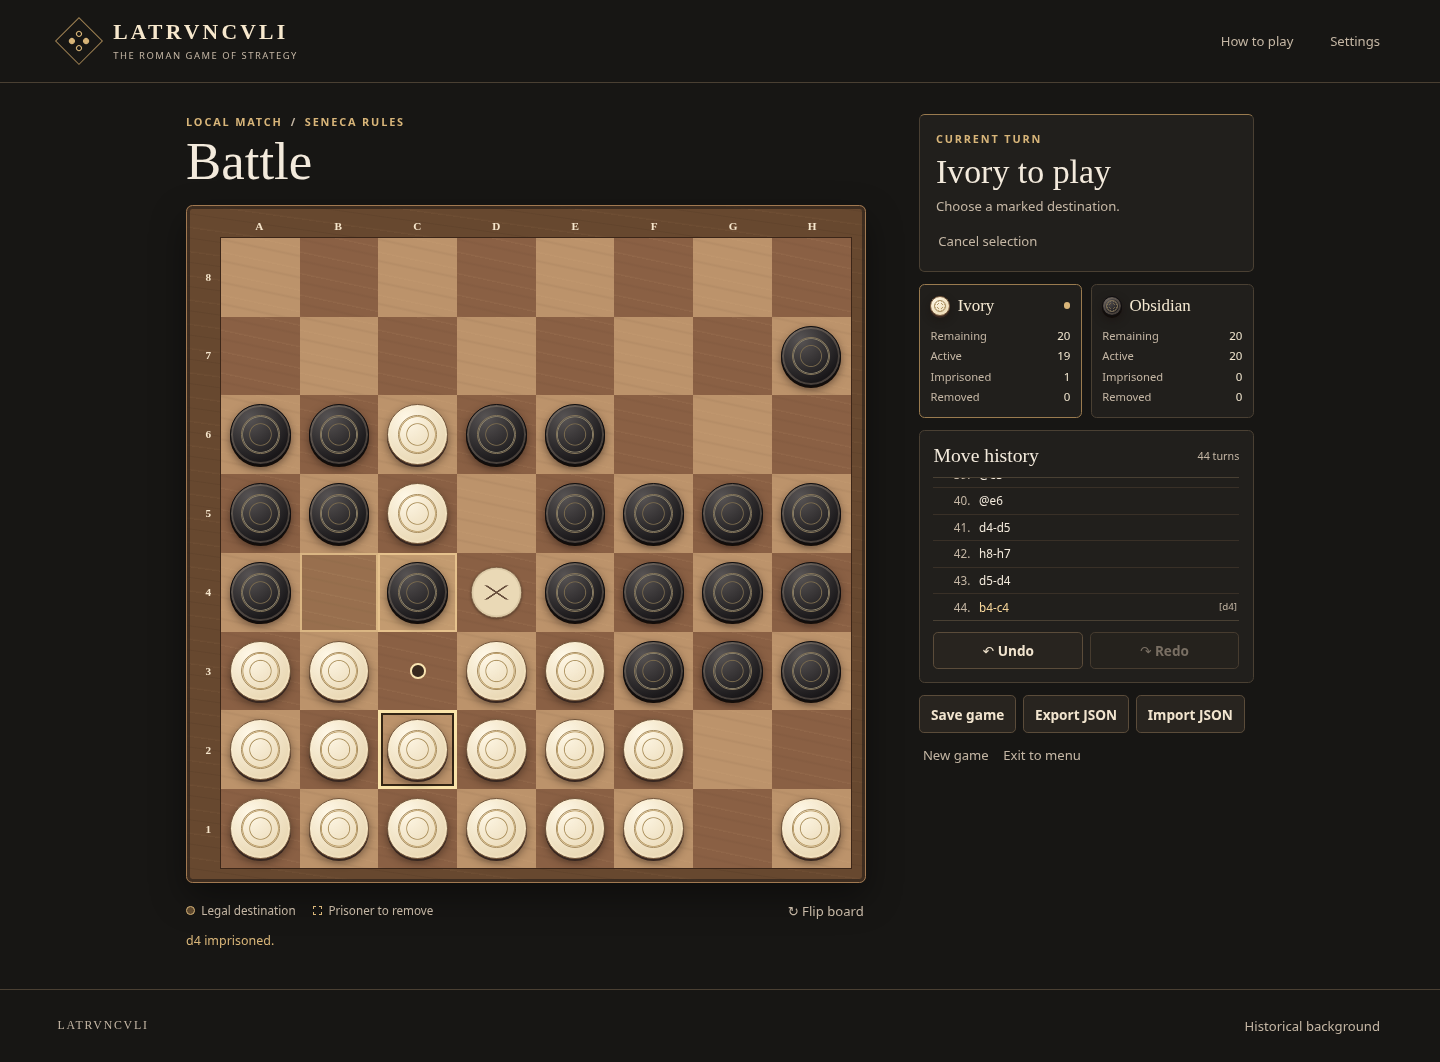 LATRVNCVLI
THE ROMAN GAME OF STRATEGY
How to play
Settings
LOCAL MATCH / SENECA RULES
Battle
A B C D E F G H
8
7
6
5
4
3
2
1
Legal destination
Prisoner to remove
↻ Flip board
d4 imprisoned.
CURRENT TURN
Ivory to play
Choose a marked destination.
Cancel selection
Ivory
Remaining 20
Active 19
Imprisoned 1
Removed 0
Obsidian
Remaining 20
Active 20
Imprisoned 0
Removed 0
Move history 44 turns
40. @e6
41. d4-d5
42. h8-h7
43. d5-d4
44. b4-c4 [d4]
↶ Undo
↷ Redo
Save game
Export JSON
Import JSON
New game
Exit to menu
LATRVNCVLI
Historical background